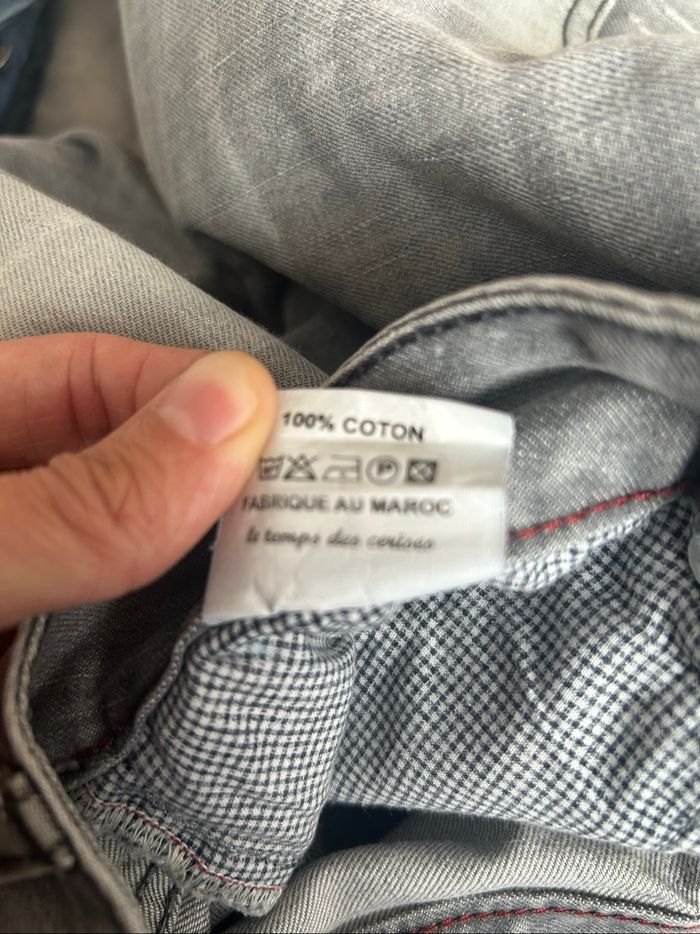 100% COTON
P
FABRIQUE AU MAROC
le temps des cerises